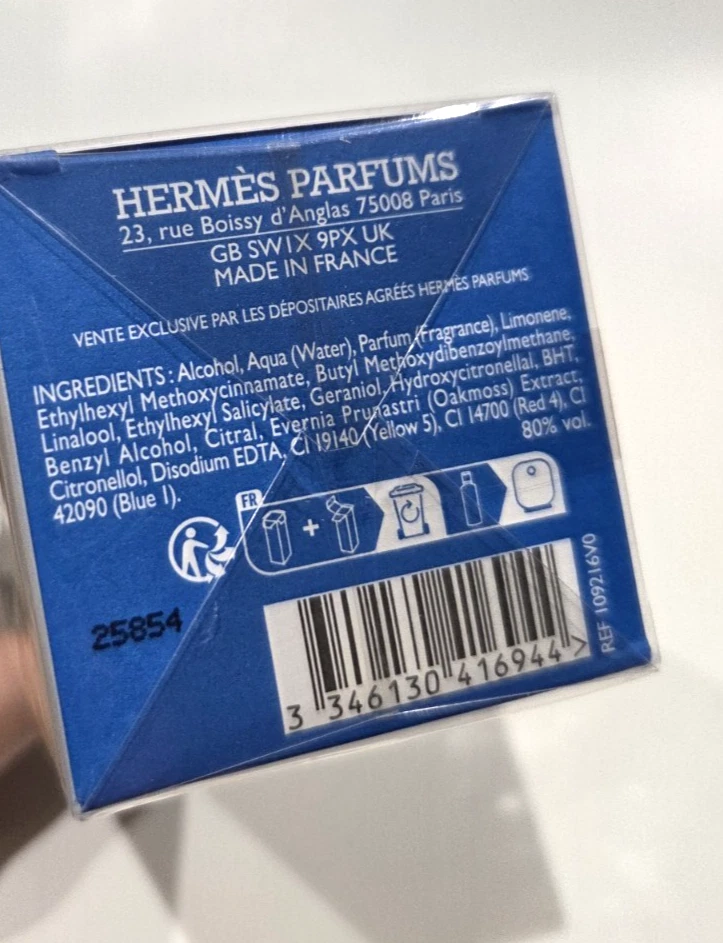 HERMÈS PARFUMS
23, rue Boissy d'Anglas 75008 Paris
GB SW1X 9PX UK
MADE IN FRANCE
VENTE EXCLUSIVE PAR LES DÉPOSITAIRES AGRÉÉS HERMÈS PARFUMS
INGREDIENTS : Alcohol, Aqua (Water), Parfum (Fragrance), Limonene,
Ethylhexyl Methoxycinnamate, Butyl Methoxydibenzoylmethane,
Linalool, Ethylhexyl Salicylate, Geraniol, Hydroxycitronellal, BHT,
Benzyl Alcohol, Citral, Evernia Prunastri (Oakmoss) Extract,
Citronellol, Disodium EDTA, CI 19140 (Yellow 5), CI 14700 (Red 4), CI
42090 (Blue 1).
80% vol.
FR
+
25854
3 346130 416944 >
REF 109216V0